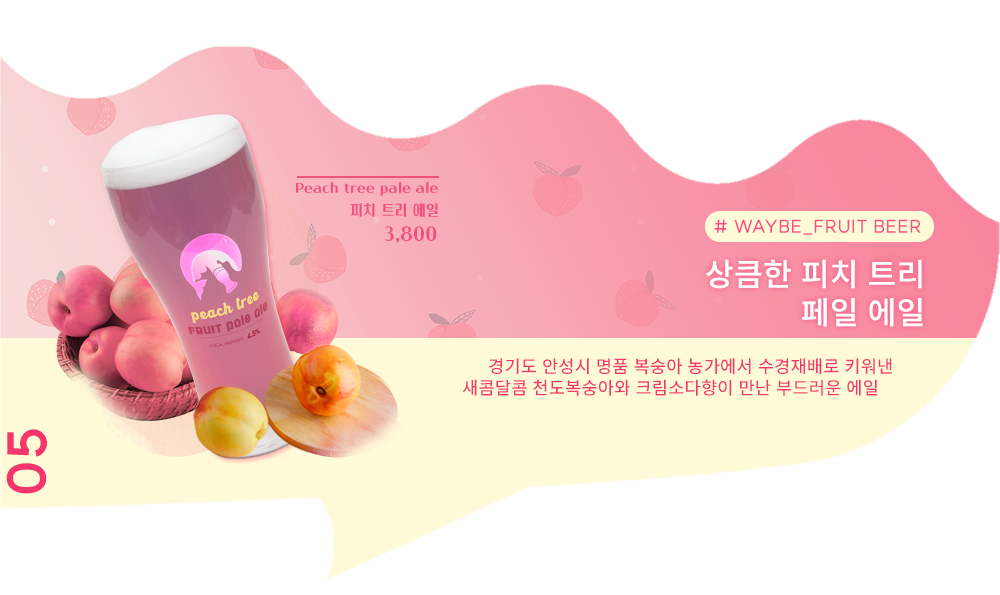 Peach tree pale ale
피치 트리 에일
3,800
peach tree
FRUIT pale ale
4.5%
# WAYBE_FRUIT BEER
상큼한 피치 트리
페일 에일
경기도 안성시 명품 복숭아 농가에서 수경재배로 키워낸
새콤달콤 천도복숭아와 크림소다향이 만난 부드러운 에일
05